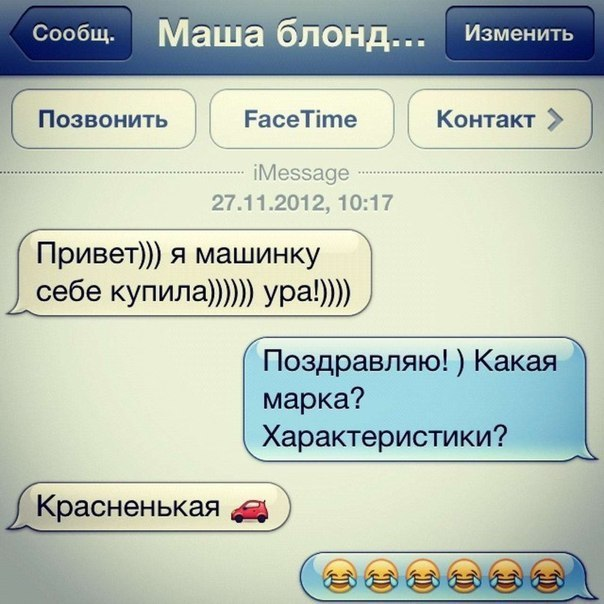 Сообщ.
Маша блонд...
Изменить
Позвонить
FaceTime
Контакт
iMessage
27.11.2012, 10:17
Привет))) я машинку
себе купила)))))) ура!))))
Поздравляю! ) Какая
марка?
Характеристики?
Красненькая 🚗
😂😂😂😂😂😂